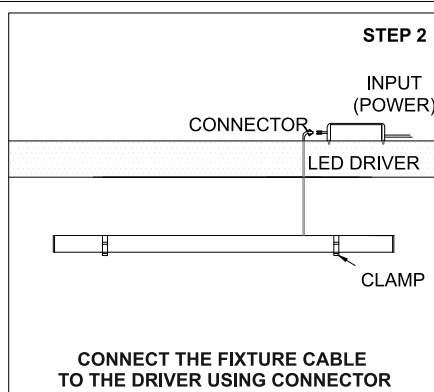 STEP 2
INPUT
(POWER)
CONNECTOR
LED DRIVER
CLAMP
CONNECT THE FIXTURE CABLE
TO THE DRIVER USING CONNECTOR